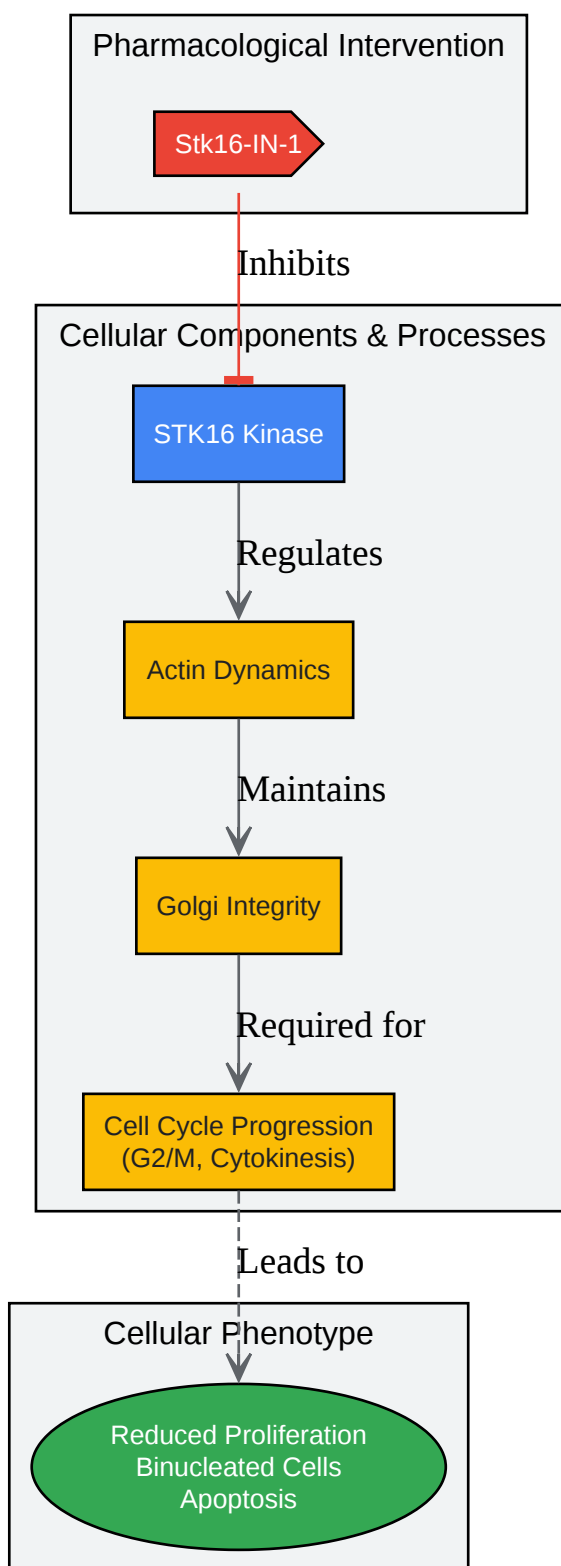 Pharmacological Intervention
Stk16-IN-1
Inhibits
Cellular Components & Processes
STK16 Kinase
Regulates
Actin Dynamics
Maintains
Golgi Integrity
Required for
Cell Cycle Progression
(G2/M, Cytokinesis)
Leads to
Cellular Phenotype
Reduced Proliferation
Binucleated Cells
Apoptosis